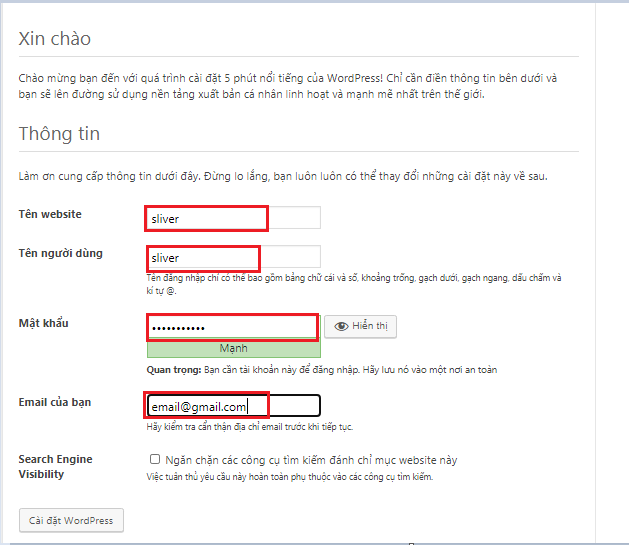 Xin chào
Chào mừng bạn đến với quá trình cài đặt 5 phút nổi tiếng của WordPress! Chỉ cần điền thông tin bên dưới và
bạn sẽ lên đường sử dụng nền tảng xuất bản cá nhân linh hoạt và mạnh mẽ nhất trên thế giới.
Thông tin
Làm ơn cung cấp thông tin dưới đây. Đừng lo lắng, bạn luôn luôn có thể thay đổi những cài đặt này về sau.
Tên website
sliver
Tên người dùng
sliver
Tên đăng nhập chỉ có thể bao gồm bảng chữ cái và số, khoảng trống, gạch dưới, gạch ngang, dấu chấm và
kí tự @.
Mật khẩu
•••••••••••
Hiển thị
Mạnh
Quan trọng: Bạn cần tài khoản này để đăng nhập. Hãy lưu nó vào một nơi an toàn
Email của bạn
email@gmail.com
Hãy kiểm tra cẩn thận địa chỉ email trước khi tiếp tục.
Search Engine
Visibility
Ngăn chặn các công cụ tìm kiếm đánh chỉ mục website này
Việc tuân thủ yêu cầu này hoàn toàn phụ thuộc vào các công cụ tìm kiếm.
Cài đặt WordPress